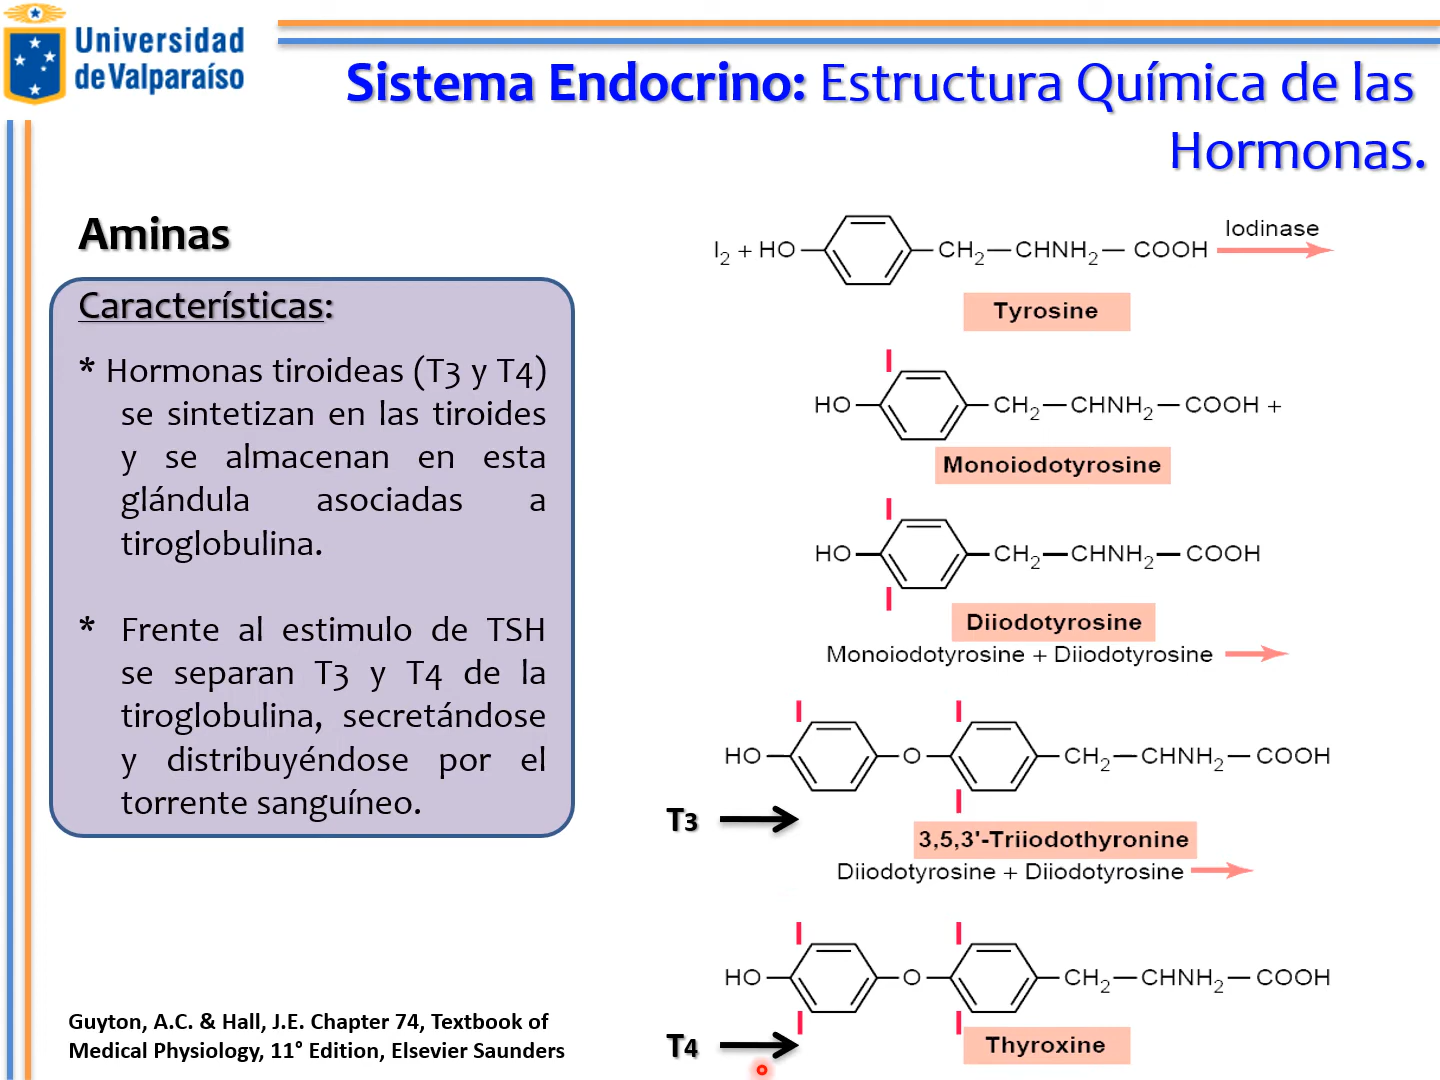 Universidad
de Valparaíso
Sistema Endocrino: Estructura Química de las
Hormonas.
Aminas
Características:
* Hormonas tiroideas (T3 y T4)
se sintetizan en las tiroides
y se almacenan en esta
glándula asociadas a
tiroglobulina.
* Frente al estimulo de TSH
se separan T3 y T4 de la
tiroglobulina, secretándose
y distribuyéndose por el
torrente sanguíneo.
Guyton, A.C. & Hall, J.E. Chapter 74, Textbook of
Medical Physiology, 11° Edition, Elsevier Saunders
Iodinase
I₂ + HO CH₂ — CHNH₂ — COOH
Tyrosine
I
HO CH₂ — CHNH₂ — COOH +
Monoiodotyrosine
I
HO CH₂ — CHNH₂ — COOH
I
Diiodotyrosine
Monoiodotyrosine + Diiodotyrosine
I I
HO O CH₂ — CHNH₂ — COOH
I
T3
3,5,3'-Triiodothyronine
Diiodotyrosine + Diiodotyrosine
I I
HO O CH₂ — CHNH₂ — COOH
I I
T4
Thyroxine